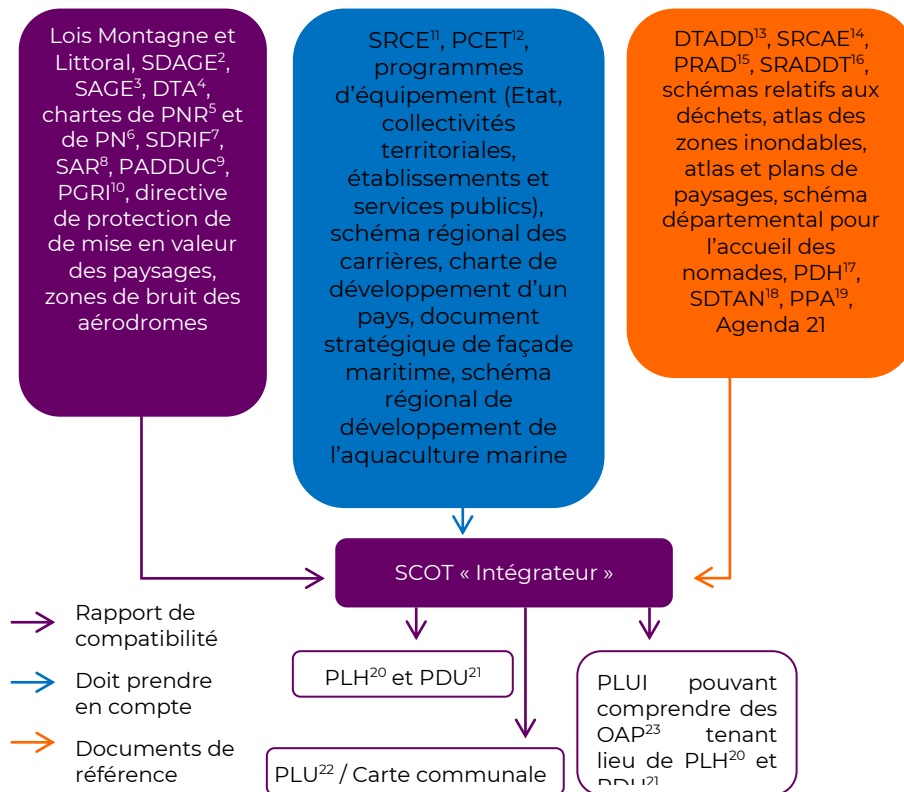 Lois Montagne et
Littoral, SDAGE², 
SAGE³, DTA⁴,
chartes de PNR⁵ et
de PN⁶, SDRIF⁷,
SAR⁸, PADDUC⁹,
PGRI¹⁰, directive
de protection de
de mise en valeur
des paysages,
zones de bruit des
aérodromes
SRCE¹¹, PCET¹²,
programmes
d’équipement (Etat,
collectivités
territoriales,
établissements et
services publics),
schéma régional des
carrières, charte de
développement d’un
pays, document
stratégique de façade
maritime, schéma
régional de
développement de
l’aquaculture marine
DTADD¹³, SRCAE¹⁴,
PRAD¹⁵, SRADDT¹⁶,
schémas relatifs aux
déchets, atlas des
zones inondables,
atlas et plans de
paysages, schéma
départemental pour
l’accueil des
nomades, PDH¹⁷,
SDTAN¹⁸, PPA¹⁹,
Agenda 21
SCOT « Intégrateur »
Rapport de
compatibilité
Doit prendre
en compte
Documents de
référence
PLH²⁰ et PDU²¹
PLU²² / Carte communale
PLUI pouvant
comprendre des
OAP²³ tenant
lieu de PLH²⁰ et
PDU²¹